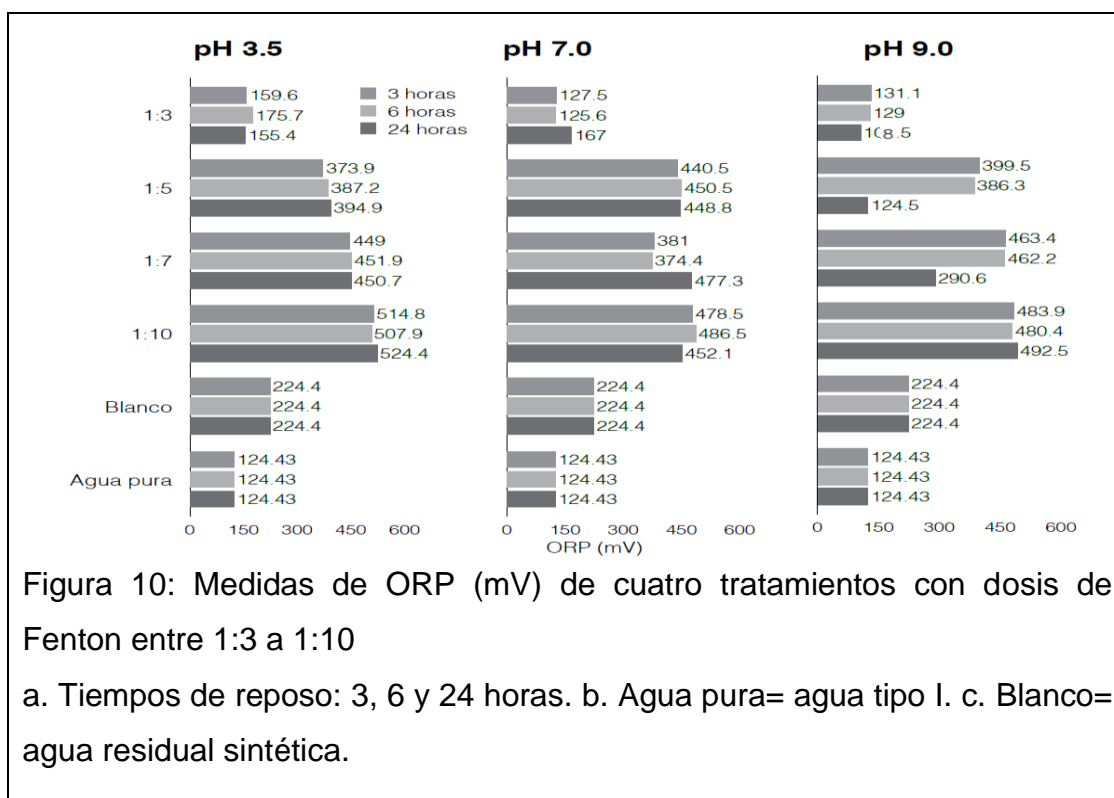 pH 3.5 pH 7.0 pH 9.0
3 horas
6 horas
24 horas
1:3
159.6 127.5 131.1
175.7 125.6 129
155.4 167 108.5
1:5
373.9 440.5 399.5
387.2 450.5 386.3
394.9 448.8 124.5
1:7
449 381 463.4
451.9 374.4 462.2
450.7 477.3 290.6
1:10
514.8 478.5 483.9
507.9 486.5 480.4
524.4 452.1 492.5
Blanco
224.4 224.4 224.4
224.4 224.4 224.4
224.4 224.4 224.4
Agua pura
124.43 124.43 124.43
124.43 124.43 124.43
124.43 124.43 124.43
0 150 300 450 600 0 150 300 450 600 0 150 300 450 600
ORP (mV)
Figura 10: Medidas de ORP (mV) de cuatro tratamientos con dosis de
Fenton entre 1:3 a 1:10
a. Tiempos de reposo: 3, 6 y 24 horas. b. Agua pura= agua tipo I. c. Blanco=
agua residual sintética.